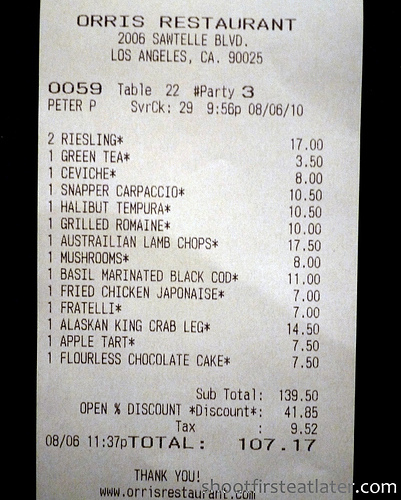 ORRIS RESTAURANT
2006 SAWTELLE BLVD.
LOS ANGELES, CA. 90025
0059 Table 22 #Party 3
PETER P SvrCk: 29 9:56p 08/06/10
2 RIESLING* 17.00
1 GREEN TEA* 3.50
1 CEVICHE* 8.00
1 SNAPPER CARPACCIO* 10.50
1 HALIBUT TEMPURA* 10.50
1 GRILLED ROMAINE* 10.00
1 AUSTRAILIAN LAMB CHOPS* 17.50
1 MUSHROOMS* 8.00
1 BASIL MARINATED BLACK COD* 11.00
1 FRIED CHICKEN JAPONAISE* 7.00
1 FRATELLI* 7.00
1 ALASKAN KING CRAB LEG* 14.50
1 APPLE TART* 7.50
1 FLOURLESS CHOCOLATE CAKE* 7.50
Sub Total: 139.50
OPEN % DISCOUNT *Discount*: 41.85
Tax : 9.52
08/06 11:37pTOTAL: 107.17
THANK YOU!
www.orrisrestaurant.com
shootfirsteatlater.com